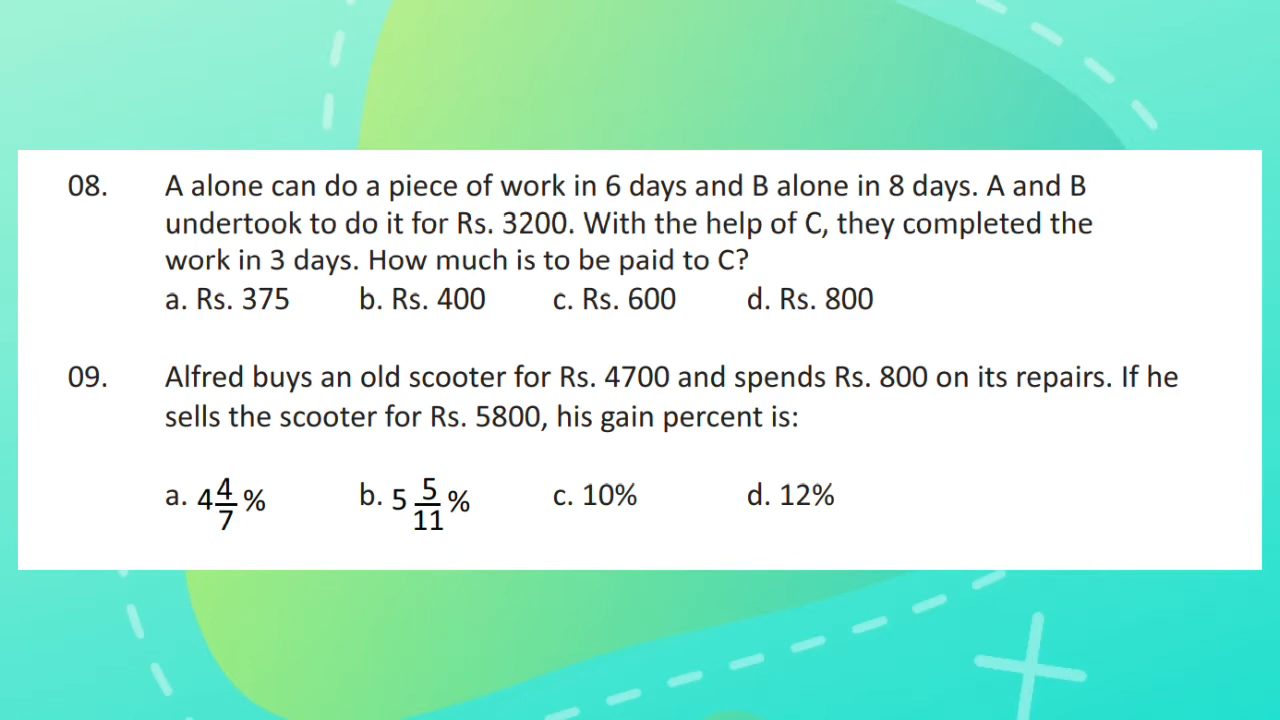 08. A alone can do a piece of work in 6 days and B alone in 8 days. A and B
undertook to do it for Rs. 3200. With the help of C, they completed the
work in 3 days. How much is to be paid to C?
a. Rs. 375 b. Rs. 400 c. Rs. 600 d. Rs. 800
09. Alfred buys an old scooter for Rs. 4700 and spends Rs. 800 on its repairs. If he
sells the scooter for Rs. 5800, his gain percent is:
a. 4 4/7 % b. 5 5/11 % c. 10% d. 12%